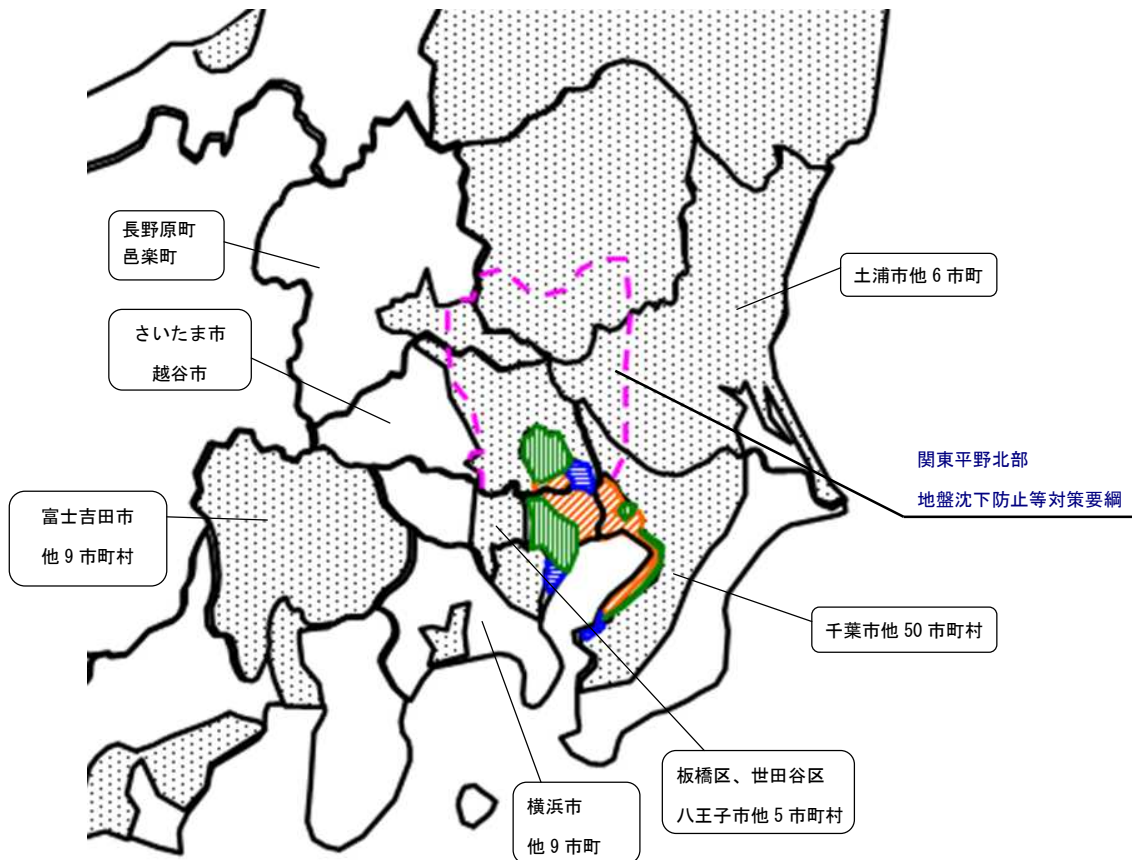 長野原町
邑楽町
土浦市他 6 市町
さいたま市
越谷市
関東平野北部
地盤沈下防止等対策要綱
富士吉田市
他 9 市町村
千葉市他 50 市町村
板橋区、世田谷区
八王子市他 5 市町村
横浜市
他 9 市町